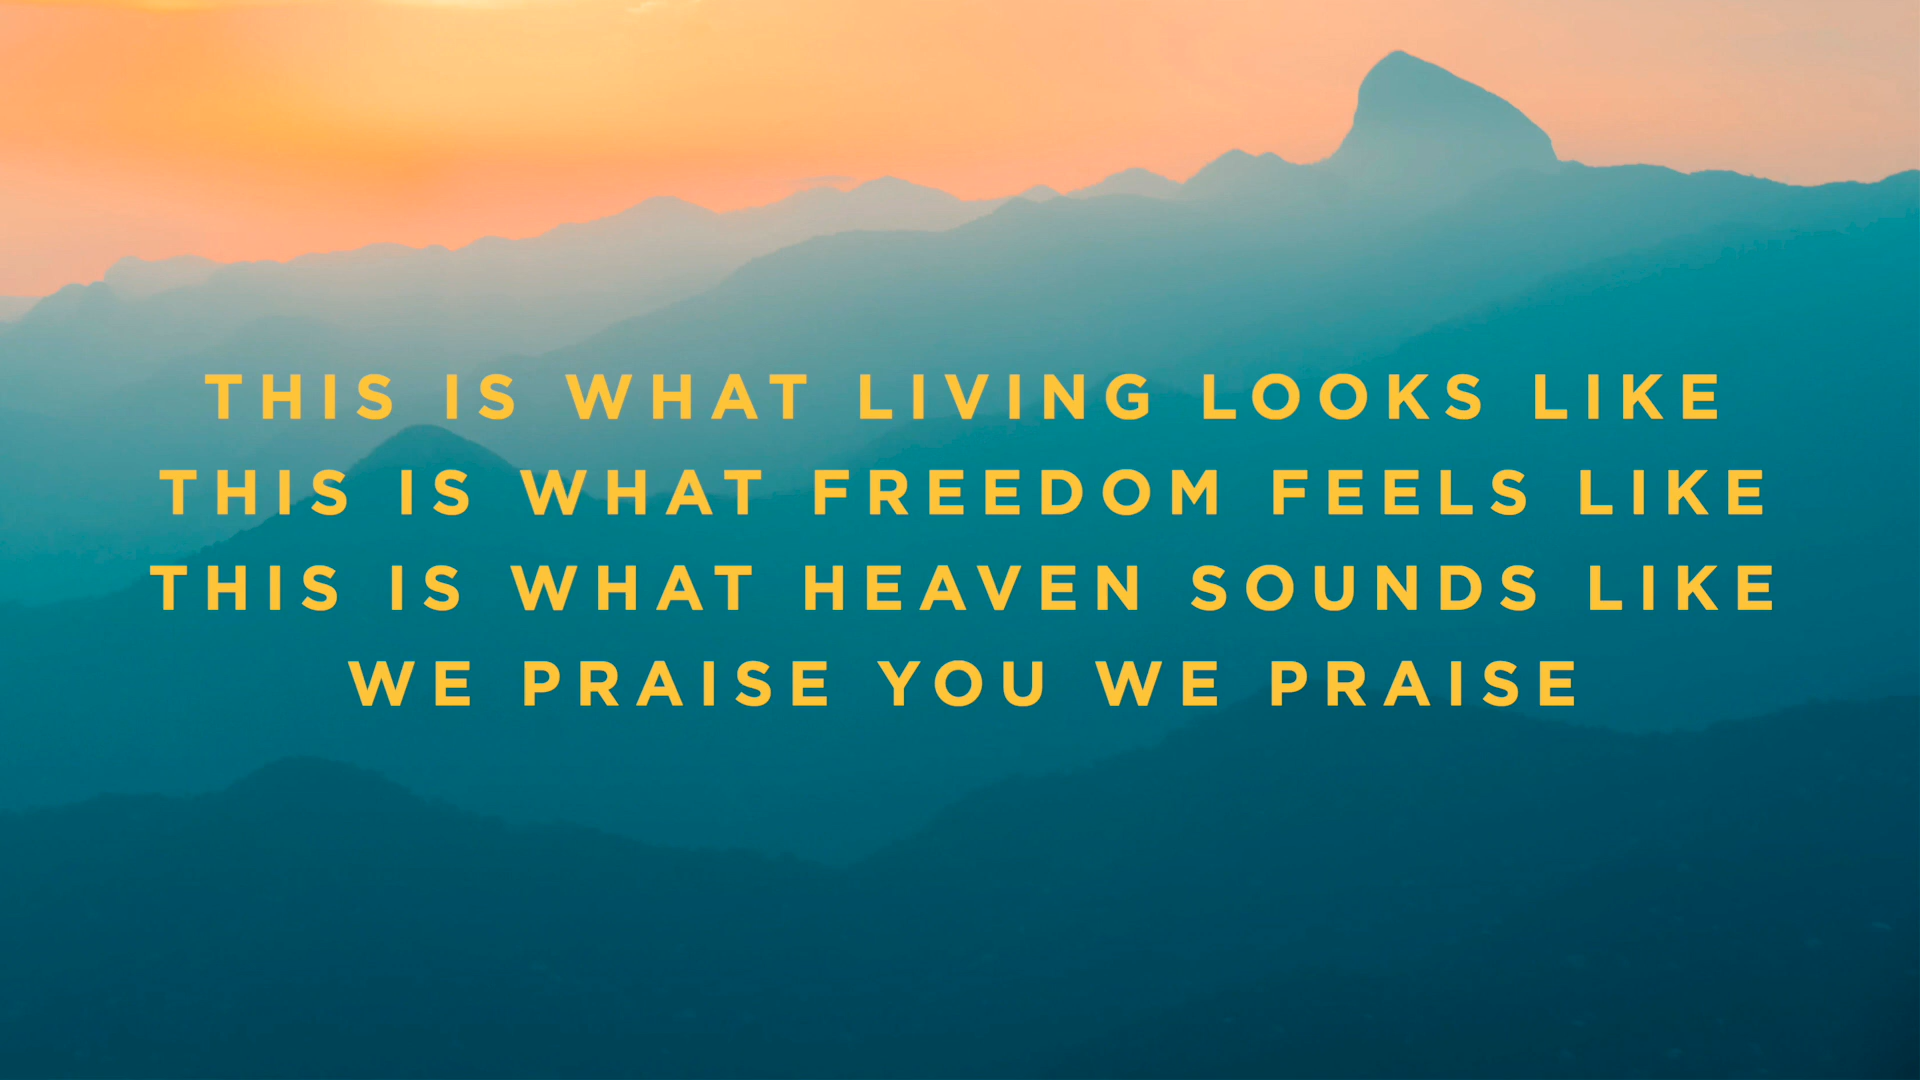 THIS IS WHAT LIVING LOOKS LIKE
THIS IS WHAT FREEDOM FEELS LIKE
THIS IS WHAT HEAVEN SOUNDS LIKE
WE PRAISE YOU WE PRAISE